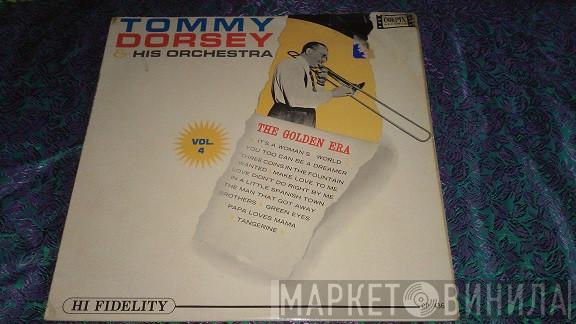 TOMMY
DORSEY
& HIS ORCHESTRA
VOL.
4
THE GOLDEN ERA
IT'S A WOMAN'S WORLD
YOU TOO CAN BE A DREAMER
THREE COINS IN THE FOUNTAIN
WANTED • MAKE LOVE TO ME
LOVE DIDN'T DO RIGHT BY ME
IN A LITTLE SPANISH TOWN
THE MAN THAT GOT AWAY
BROTHERS • GREEN EYES
PAPA LOVES MAMA
TANGERINE
HI FIDELITY
МАРКЕТ ВИНИЛА